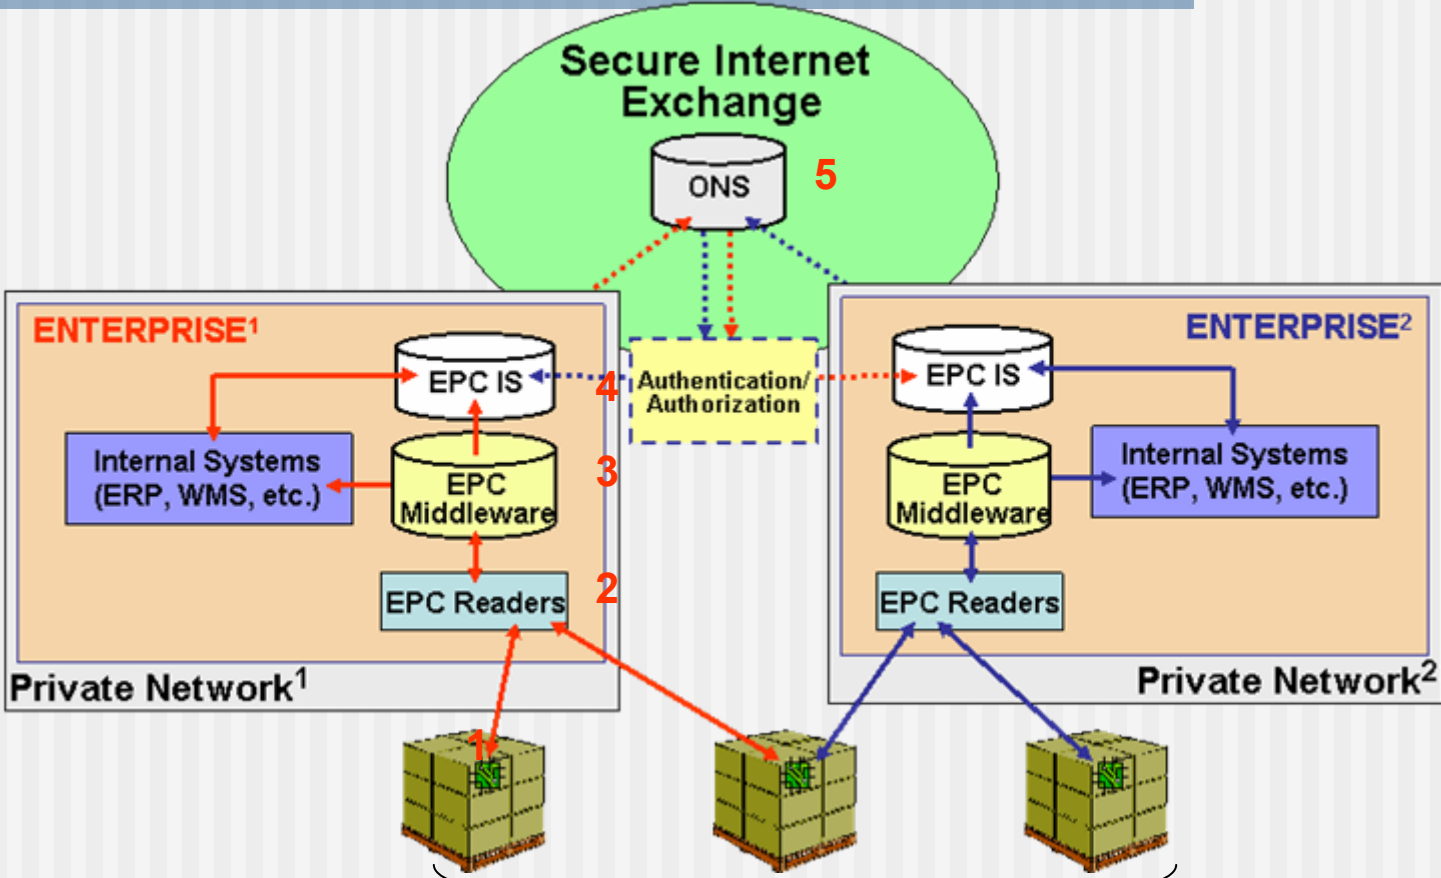 Secure Internet
Exchange
ONS
5
ENTERPRISE¹
EPC IS
4
Authentication/
Authorization
EPC IS
ENTERPRISE²
Internal Systems
(ERP, WMS, etc.)
EPC
Middleware
3
EPC
Middleware
Internal Systems
(ERP, WMS, etc.)
EPC Readers
2
EPC Readers
Private Network¹
Private Network²
1